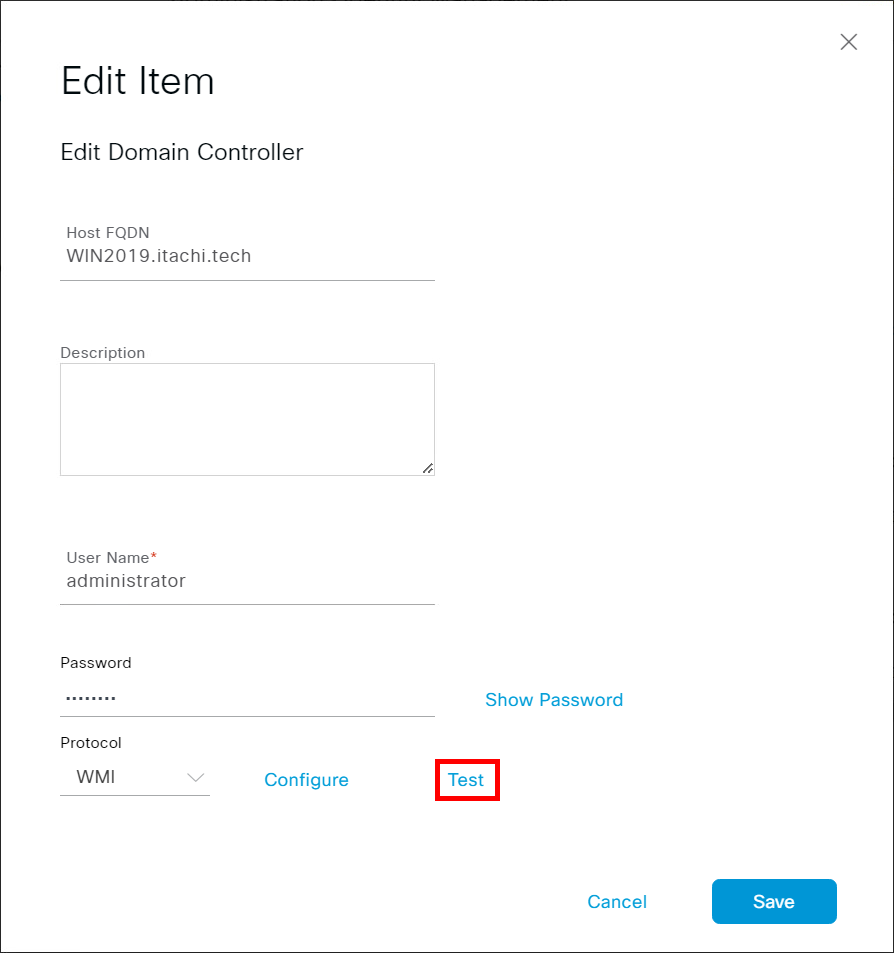 Edit Item
Edit Domain Controller
Host FQDN
WIN2019.itachi.tech
Description
User Name*
administrator
Password
••••••••
Show Password
Protocol
WMI
Configure
Test
Cancel
Save